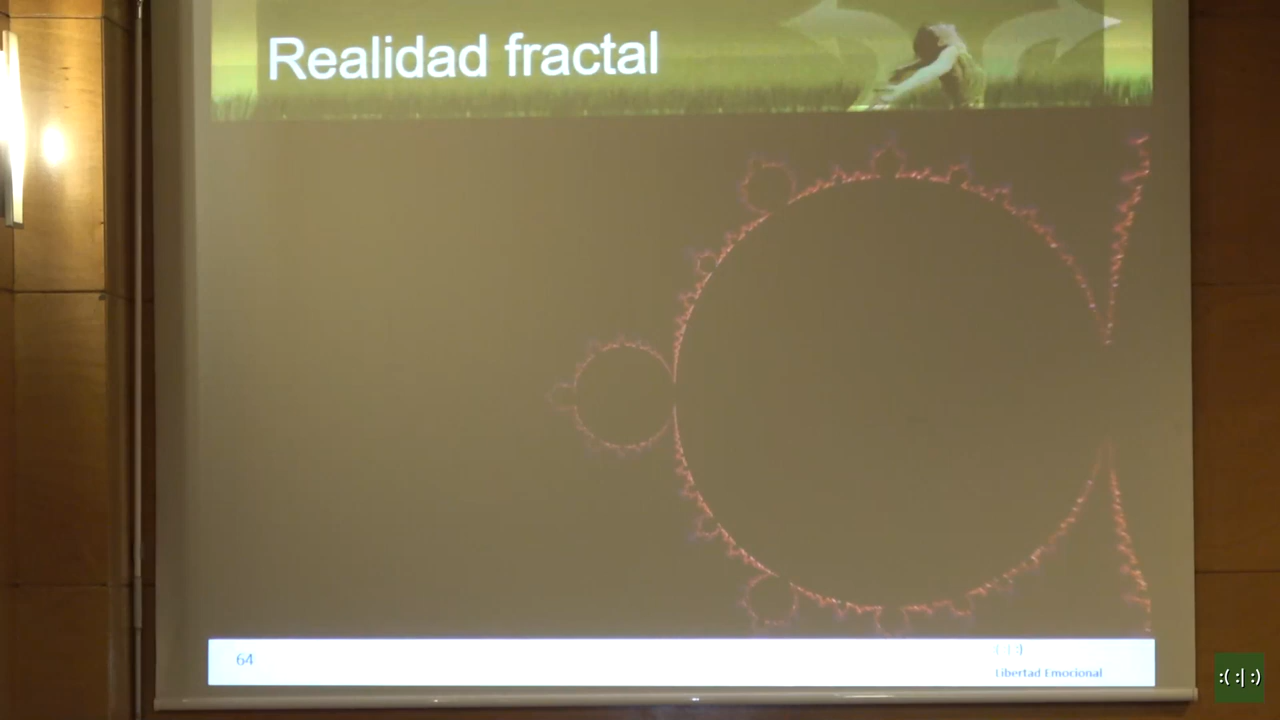 Realidad fractal
64
( | :)
Libertad Emocional
:( :| :)